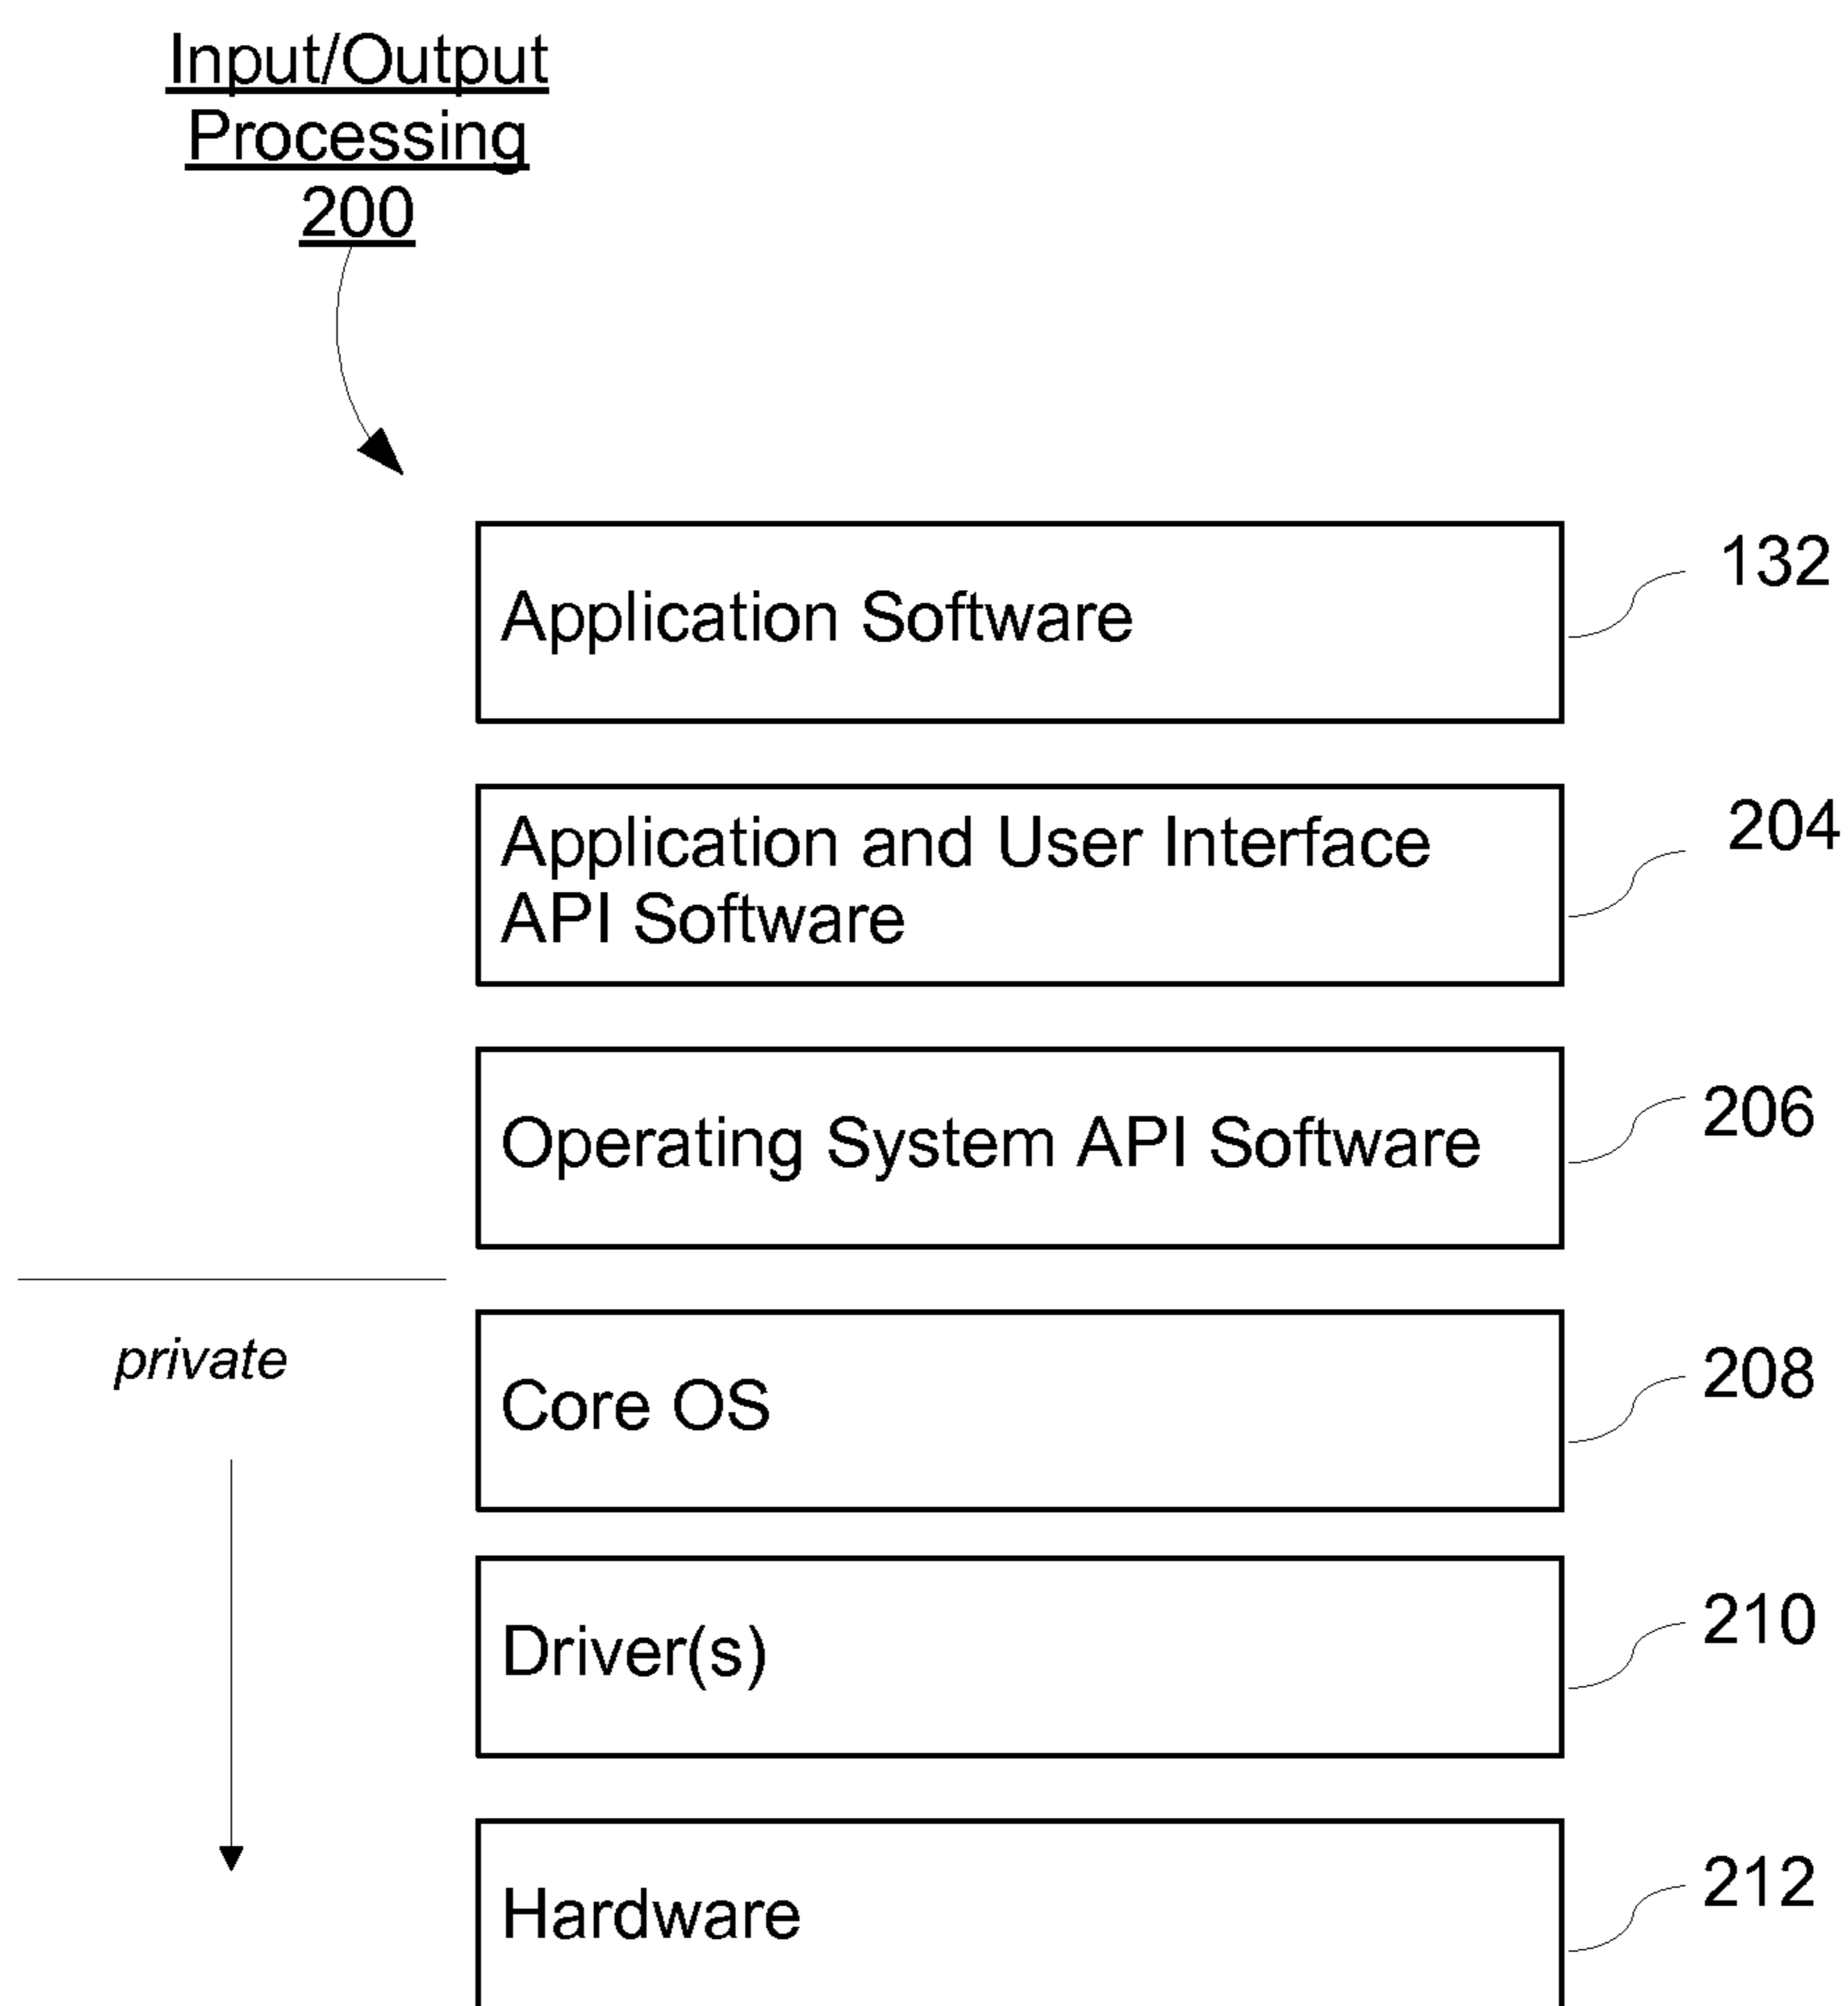 Input/Output
Processing
200
Application Software
132
Application and User Interface
API Software
204
Operating System API Software
206
private
Core OS
208
Driver(s)
210
Hardware
212